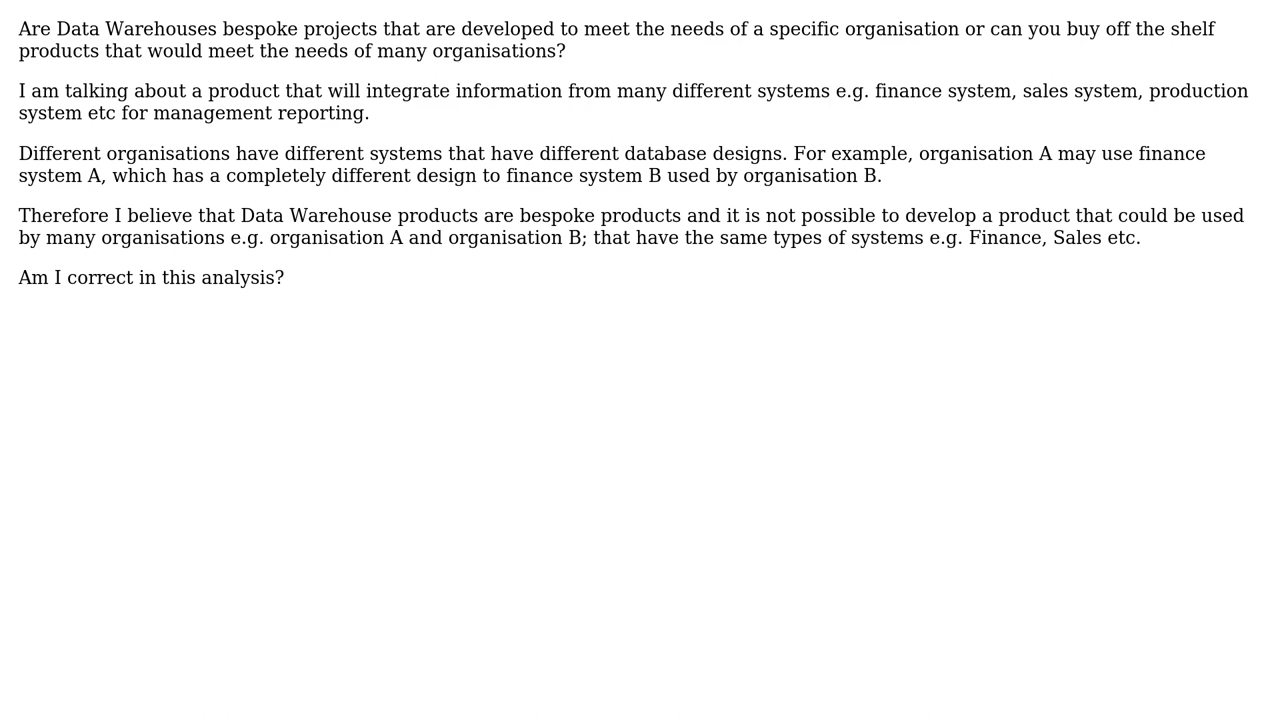 Are Data Warehouses bespoke projects that are developed to meet the needs of a specific organisation or can you buy off the shelf
products that would meet the needs of many organisations?
I am talking about a product that will integrate information from many different systems e.g. finance system, sales system, production
system etc for management reporting.
Different organisations have different systems that have different database designs. For example, organisation A may use finance
system A, which has a completely different design to finance system B used by organisation B.
Therefore I believe that Data Warehouse products are bespoke products and it is not possible to develop a product that could be used
by many organisations e.g. organisation A and organisation B; that have the same types of systems e.g. Finance, Sales etc.
Am I correct in this analysis?